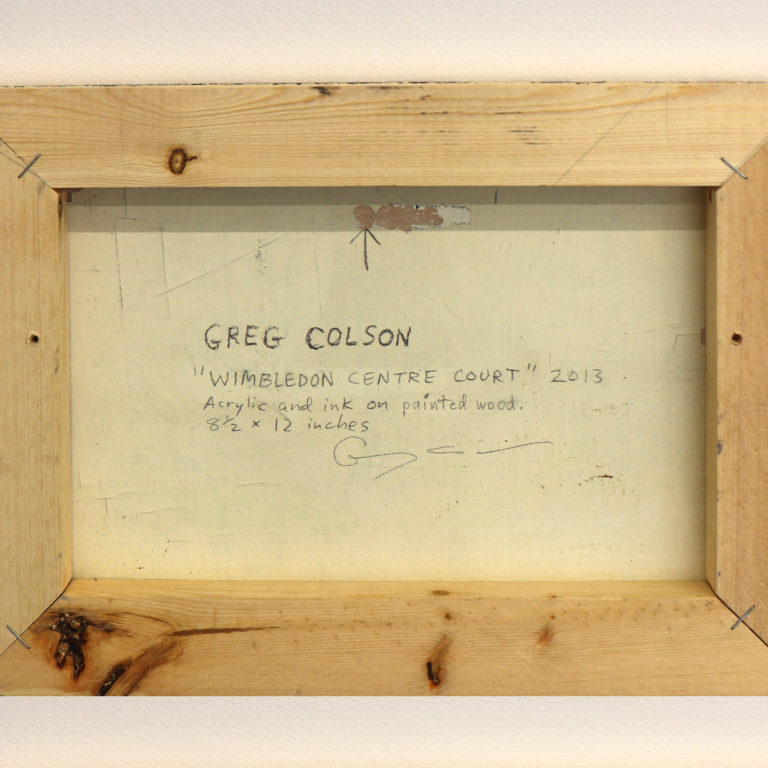 GREG COLSON
"WIMBLEDON CENTRE COURT" 2013
Acrylic and ink on painted wood.
8½ × 12 inches